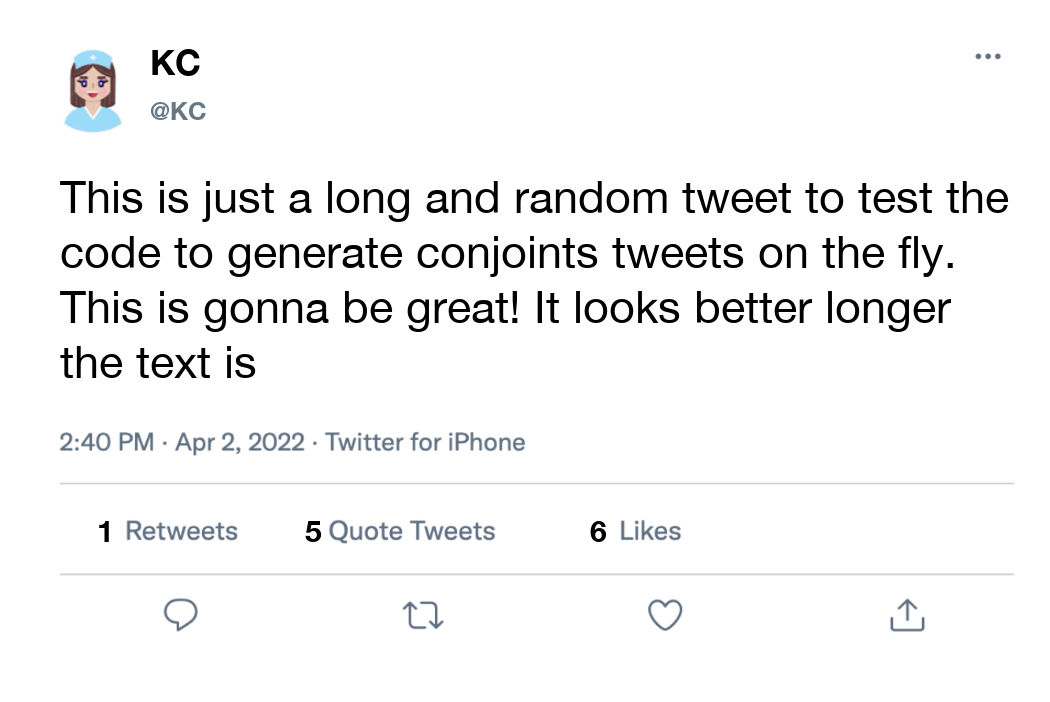 KC
@KC
This is just a long and random tweet to test the
code to generate conjoints tweets on the fly.
This is gonna be great! It looks better longer
the text is
2:40 PM · Apr 2, 2022 · Twitter for iPhone
1 Retweets 5 Quote Tweets 6 Likes